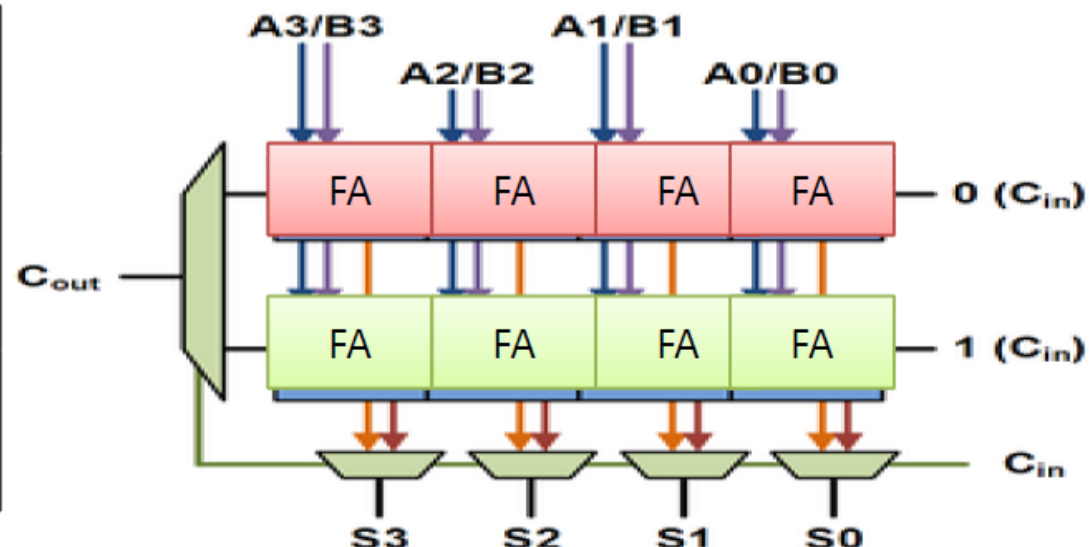 A3/B3 A1/B1
A2/B2 A0/B0
FA FA FA FA 0 (Cin)
Cout
FA FA FA FA 1 (Cin)
Cin
S3 S2 S1 S0